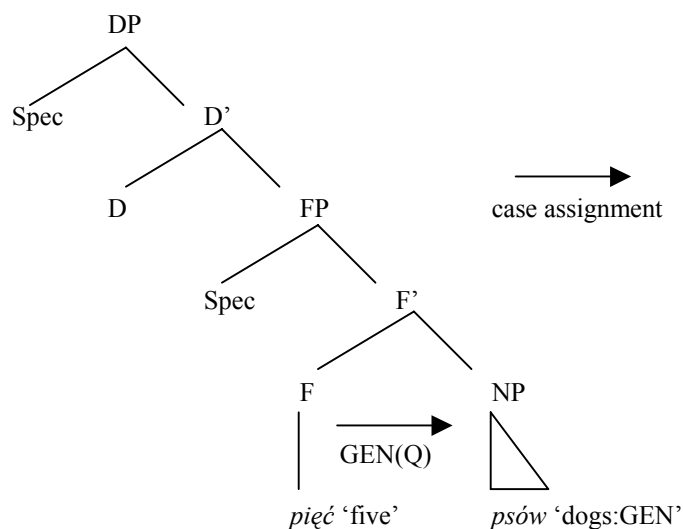 DP
Spec D’
D FP
case assignment
Spec F’
F NP
GEN(Q)
pięć ‘five’ psów ‘dogs:GEN’